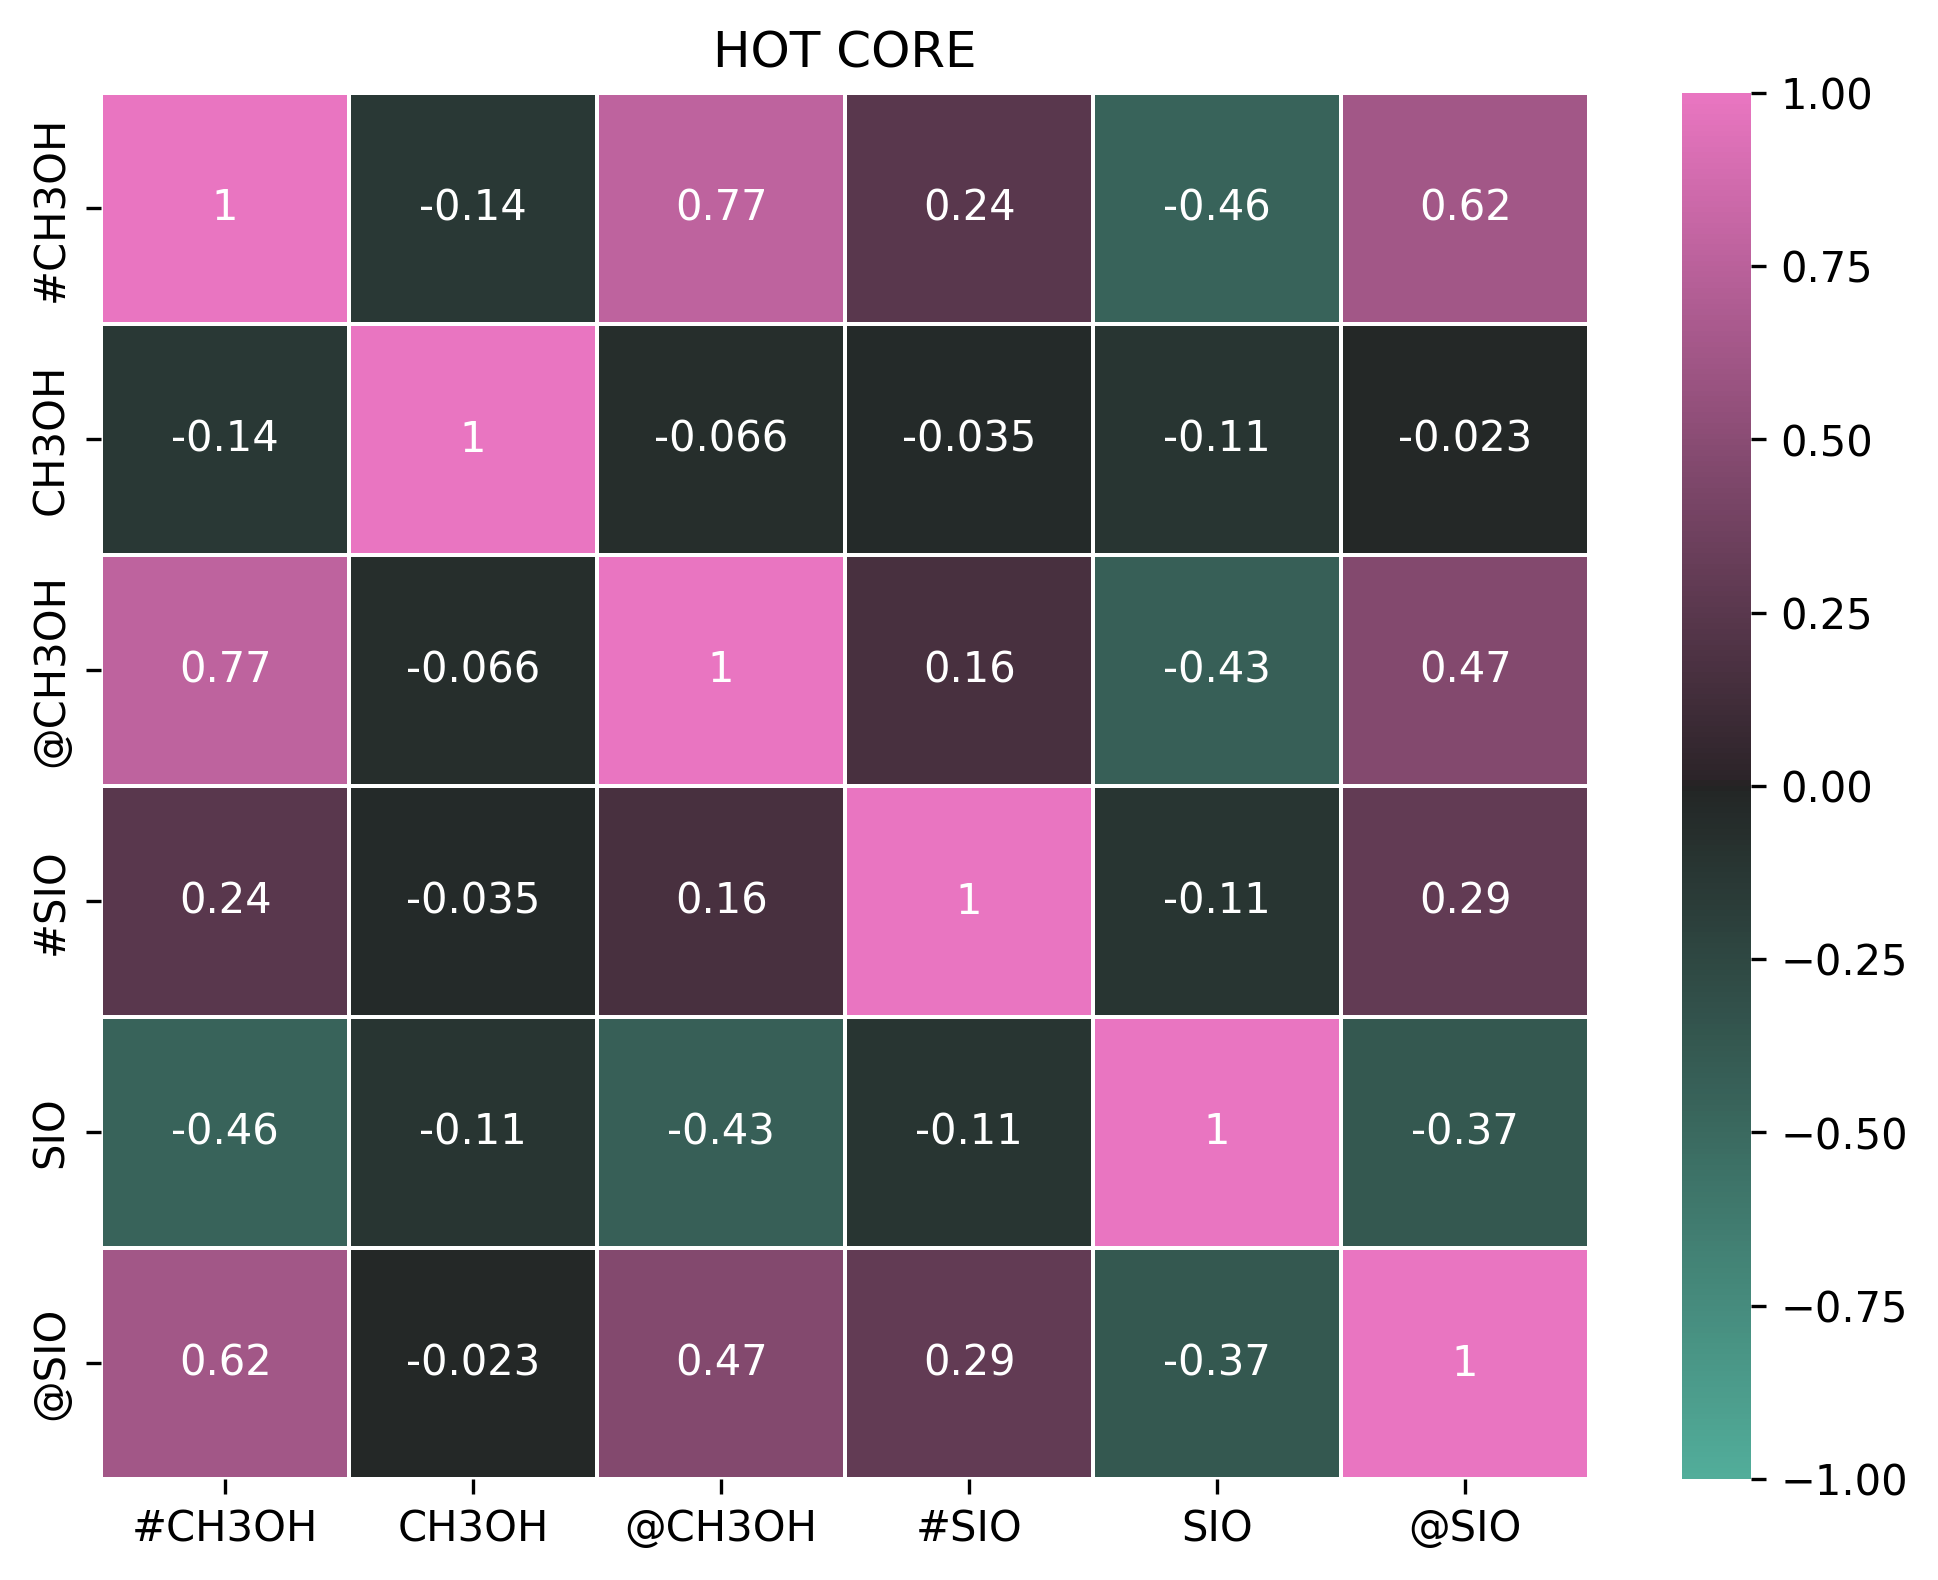 HOT CORE
#CH3OH 1 -0.14 0.77 0.24 -0.46 0.62
CH3OH -0.14 1 -0.066 -0.035 -0.11 -0.023
@CH3OH 0.77 -0.066 1 0.16 -0.43 0.47
#SIO 0.24 -0.035 0.16 1 -0.11 0.29
SIO -0.46 -0.11 -0.43 -0.11 1 -0.37
@SIO 0.62 -0.023 0.47 0.29 -0.37 1
#CH3OH CH3OH @CH3OH #SIO SIO @SIO
1.00
0.75
0.50
0.25
0.00
−0.25
−0.50
−0.75
−1.00